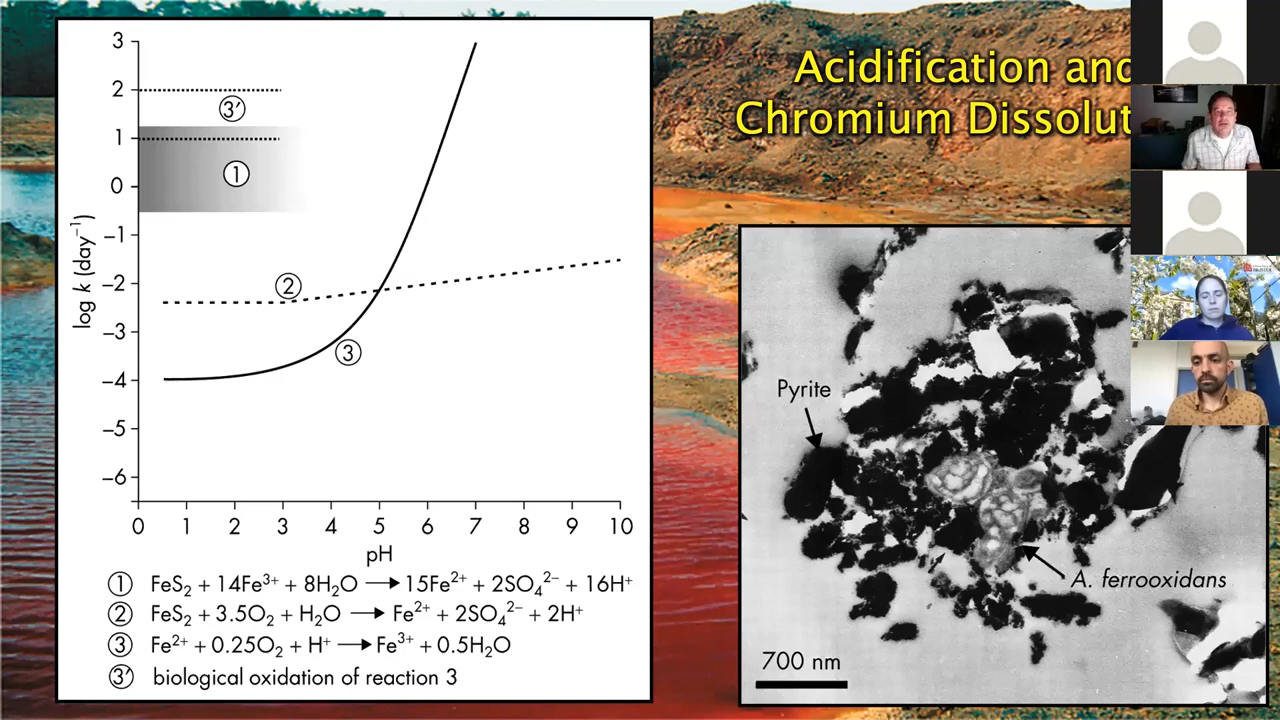 Acidification and
Chromium Dissolut
3
2
3′
1
1
0
–1
–2
2
–3
3
–4
–5
–6
log k (day⁻¹)
0 1 2 3 4 5 6 7 8 9 10
pH
① FeS₂ + 14Fe³⁺ + 8H₂O ⟶ 15Fe²⁺ + 2SO₄²⁻ + 16H⁺
② FeS₂ + 3.5O₂ + H₂O ⟶ Fe²⁺ + 2SO₄²⁻ + 2H⁺
③ Fe²⁺ + 0.25O₂ + H⁺ ⟶ Fe³⁺ + 0.5H₂O
3′ biological oxidation of reaction 3
Pyrite
A. ferrooxidans
700 nm